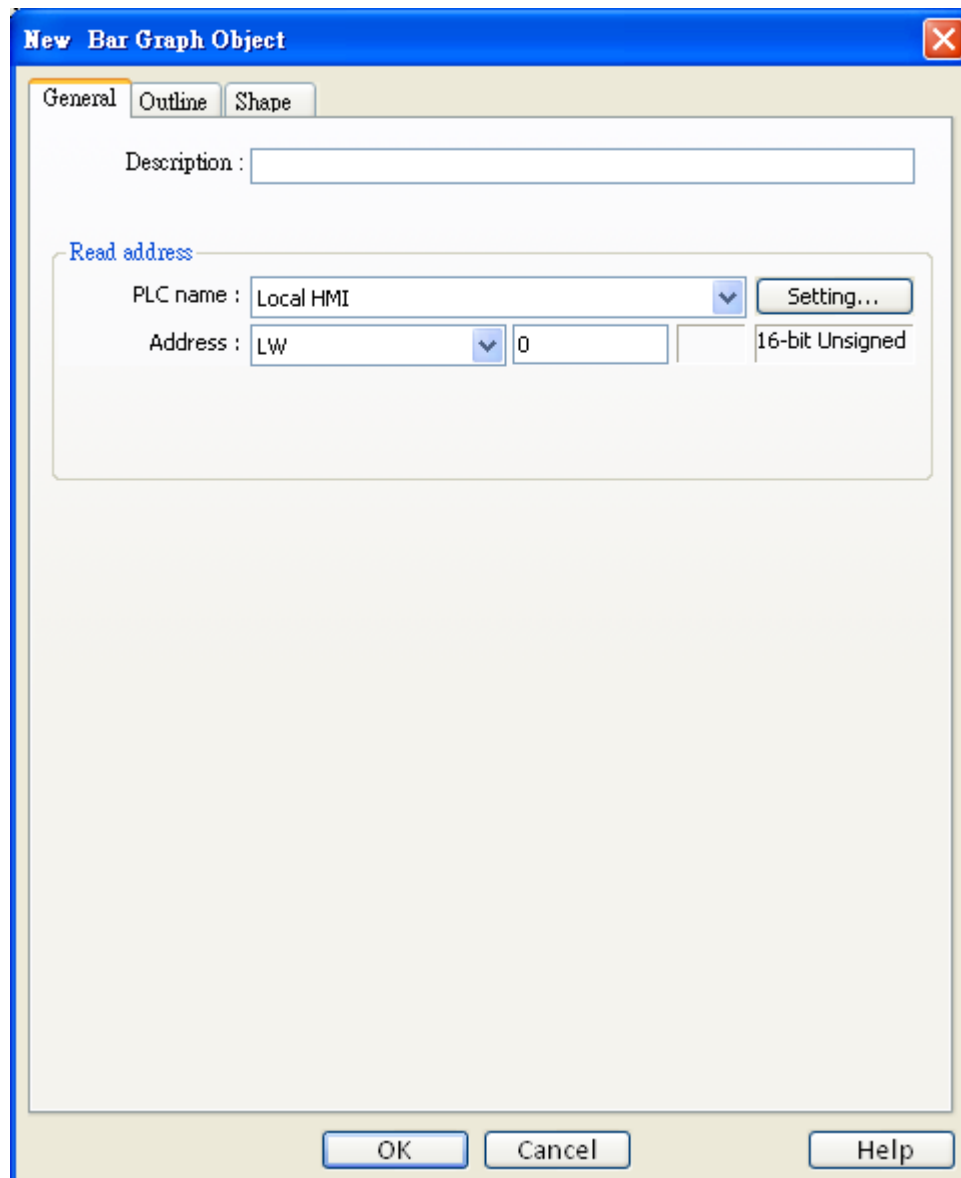 New Bar Graph Object
General Outline Shape
Description :
Read address
PLC name : Local HMI Setting...
Address : LW 0 16-bit Unsigned
OK Cancel Help